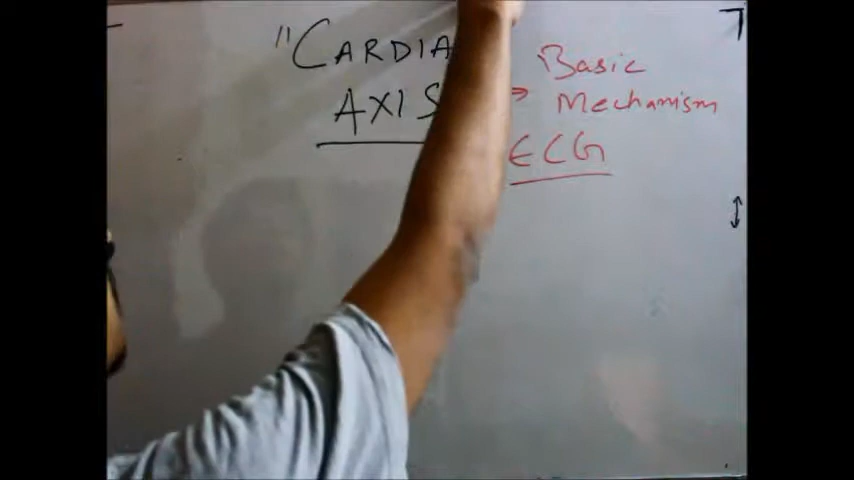 "CARDIA
AXIS
Basic
→ Mechanism
ECG